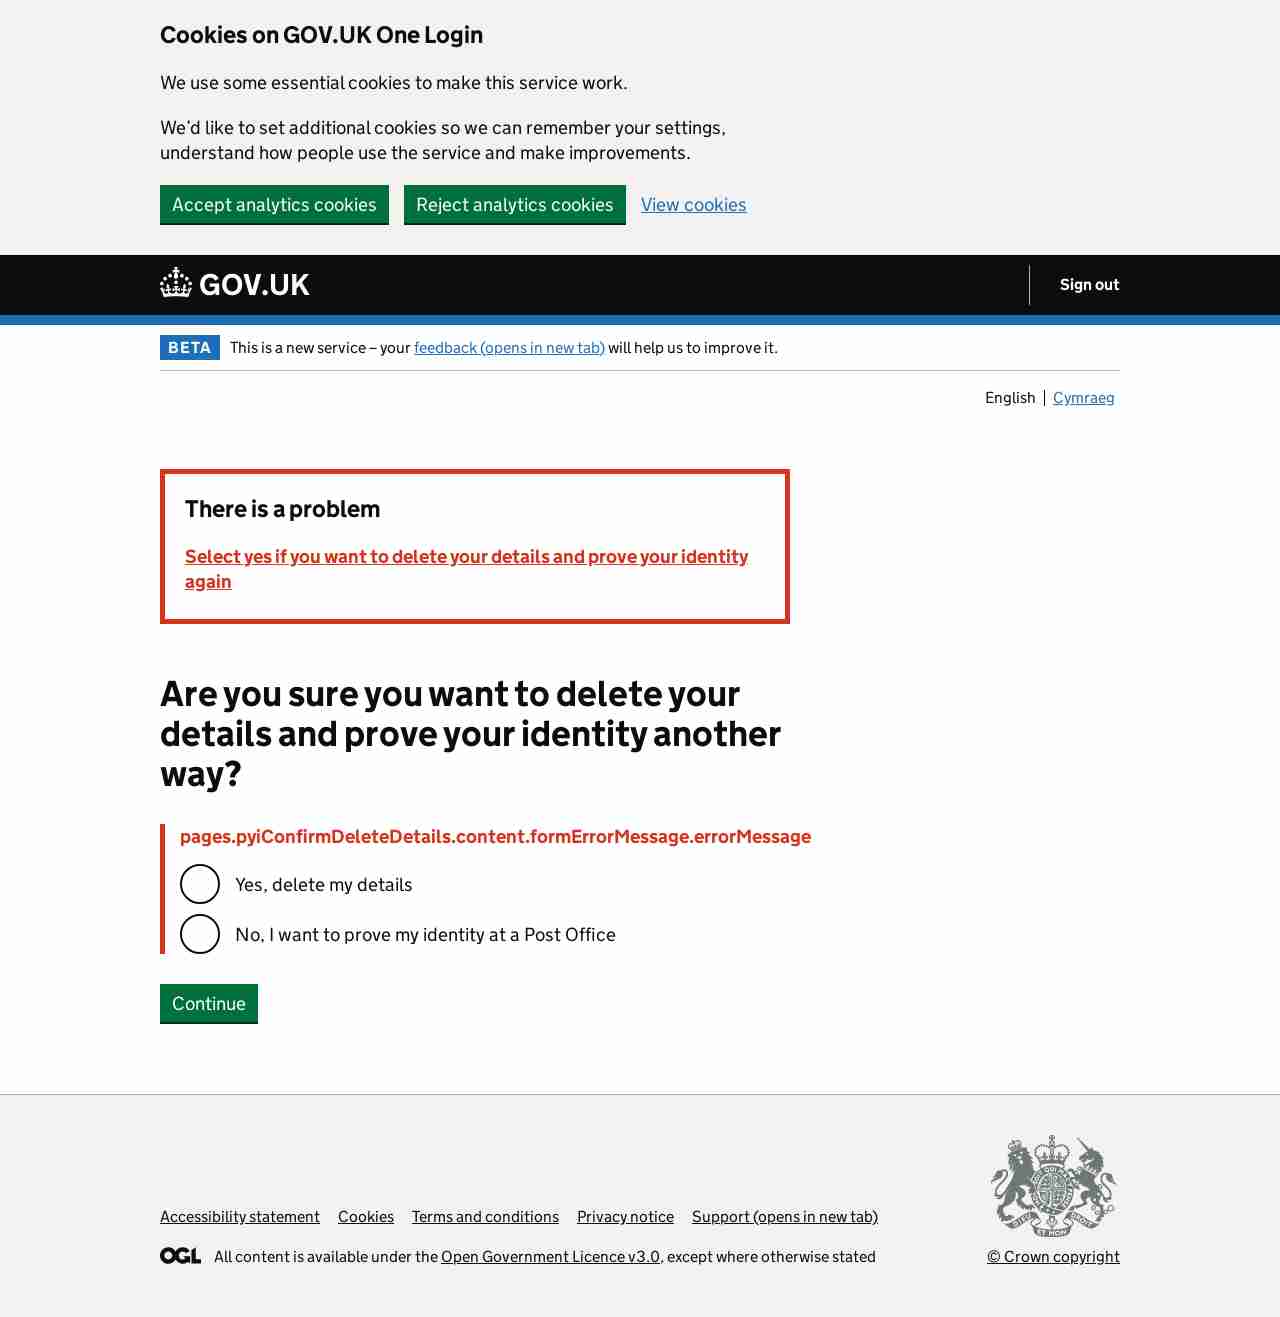 Cookies on GOV.UK One Login
We use some essential cookies to make this service work.
We'd like to set additional cookies so we can remember your settings,
understand how people use the service and make improvements.
Accept analytics cookies Reject analytics cookies View cookies
GOV.UK Sign out
BETA This is a new service – your feedback (opens in new tab) will help us to improve it.
English Cymraeg
There is a problem
Select yes if you want to delete your details and prove your identity
again
Are you sure you want to delete your
details and prove your identity another
way?
pages.pyiConfirmDeleteDetails.content.formErrorMessage.errorMessage
Yes, delete my details
No, I want to prove my identity at a Post Office
Continue
Accessibility statement Cookies Terms and conditions Privacy notice Support (opens in new tab)
OGL All content is available under the Open Government Licence v3.0, except where otherwise stated
© Crown copyright